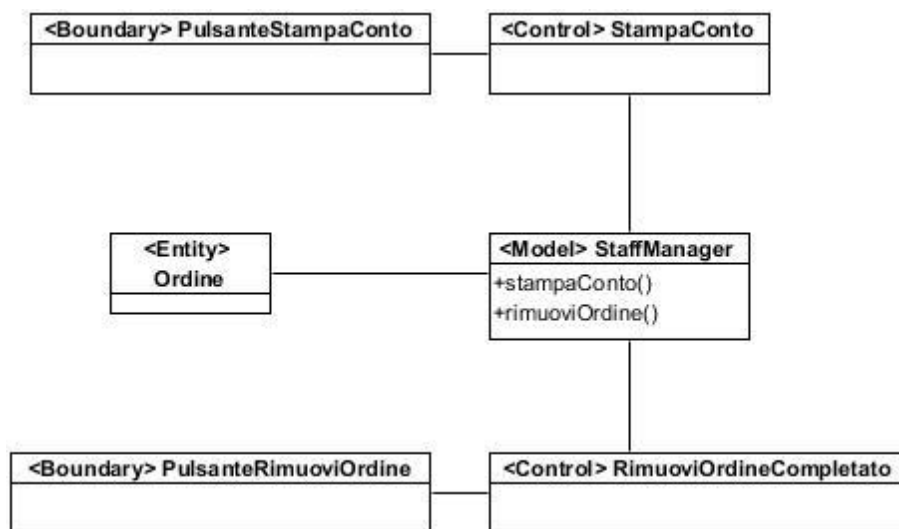 <Boundary> PulsanteStampaConto
<Control> StampaConto
<Entity>
Ordine
<Model> StaffManager
+stampaConto()
+rimuoviOrdine()
<Boundary> PulsanteRimuoviOrdine
<Control> RimuoviOrdineCompletato